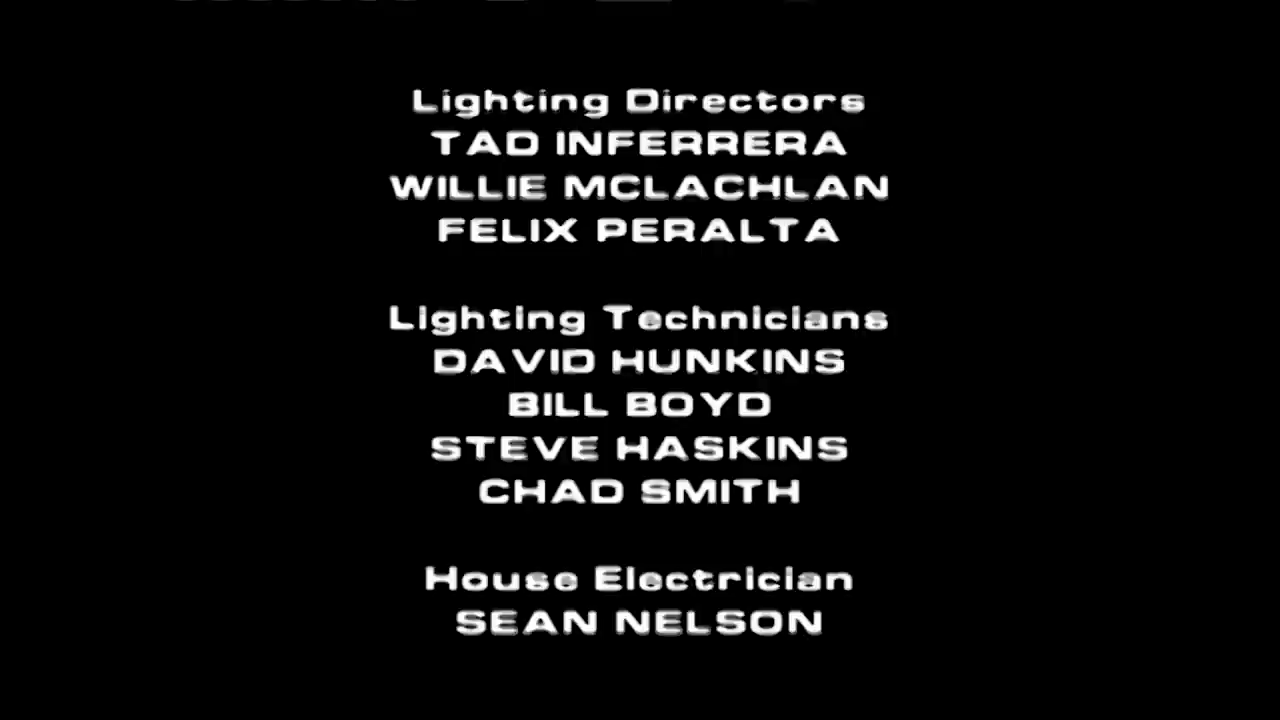 Lighting Directors
TAD INFERRERA
WILLIE MCLACHLAN
FELIX PERALTA
Lighting Technicians
DAVID HUNKINS
BILL BOYD
STEVE HASKINS
CHAD SMITH
House Electrician
SEAN NELSON